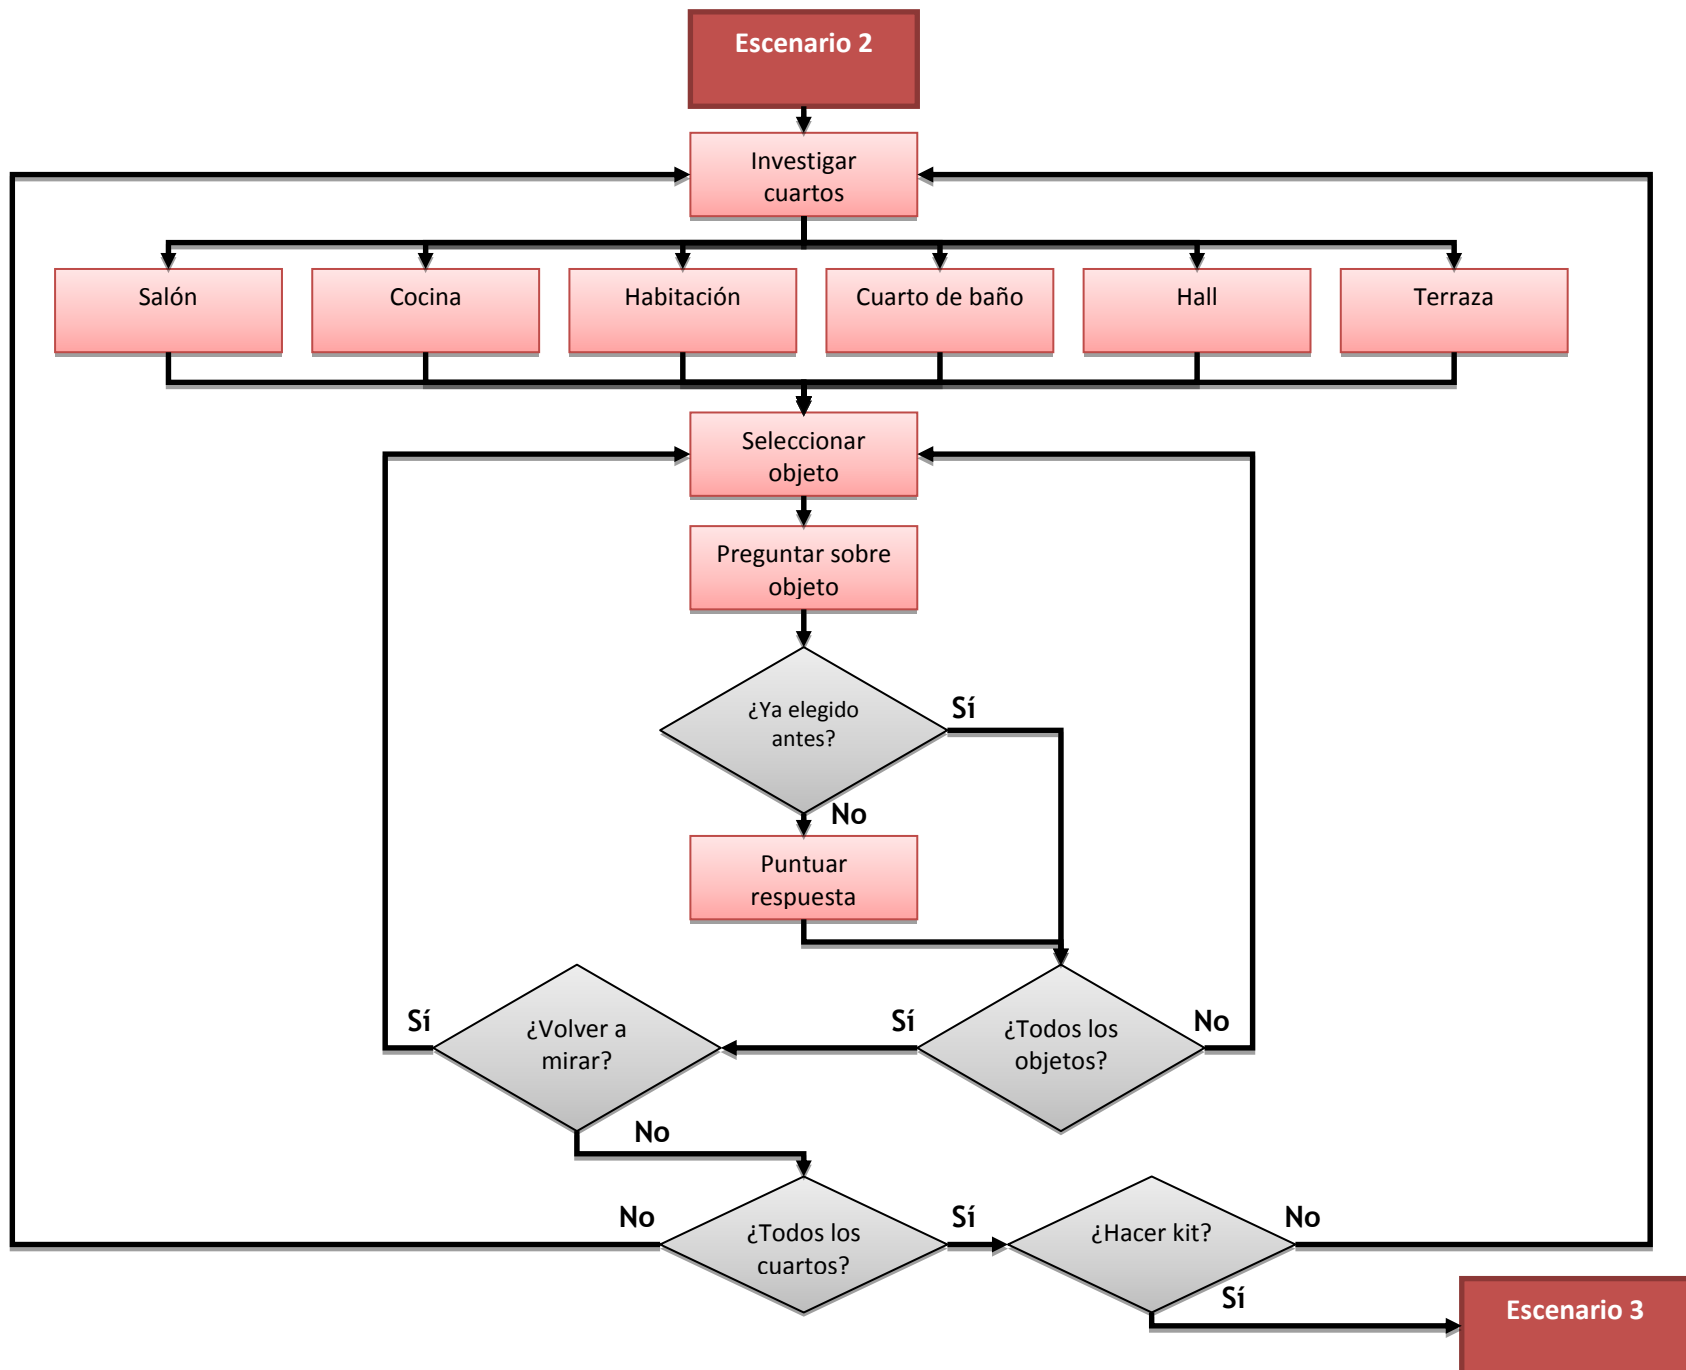 Escenario 2
Investigar
cuartos
Salón
Cocina
Habitación
Cuarto de baño
Hall
Terraza
Seleccionar
objeto
Preguntar sobre
objeto
¿Ya elegido
antes?
Sí
No
Puntuar
respuesta
Sí
¿Volver a
mirar?
Sí
¿Todos los
objetos?
No
No
No
¿Todos los
cuartos?
Sí
¿Hacer kit?
No
Sí
Escenario 3